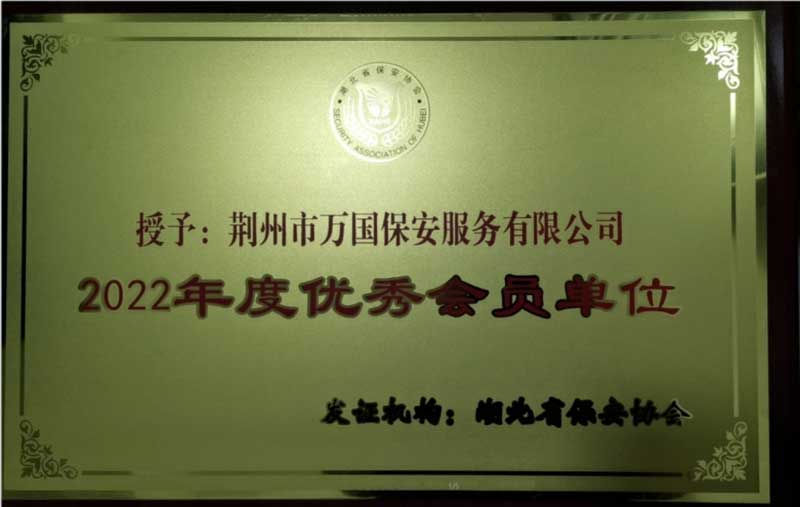 湖北省保安协会
SECURITY ASSOCIATION OF HUBEI
授予：荆州市万国保安服务有限公司
2022年度优秀会员单位
发证机构：湖北省保安协会